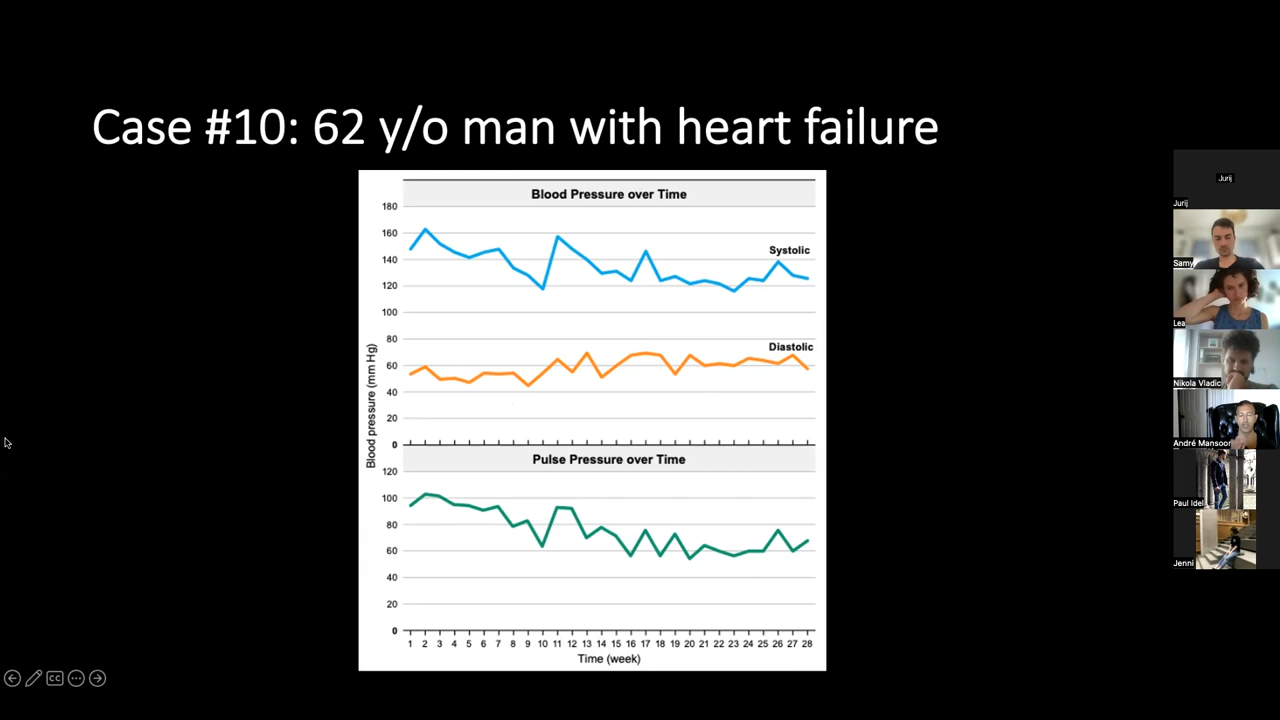 Case #10: 62 y/o man with heart failure
Blood Pressure over Time
180
160
140
120
100
80
60
40
20
0
Systolic
Diastolic
Blood pressure (mm Hg)
Pulse Pressure over Time
120
100
80
60
40
20
0
1 2 3 4 5 6 7 8 9 10 11 12 13 14 15 16 17 18 19 20 21 22 23 24 25 26 27 28
Time (week)
Jurij
Jurij
Samy
Lea
Nikola Vladic
André Mansoor
Paul Idel
Jenni
CC